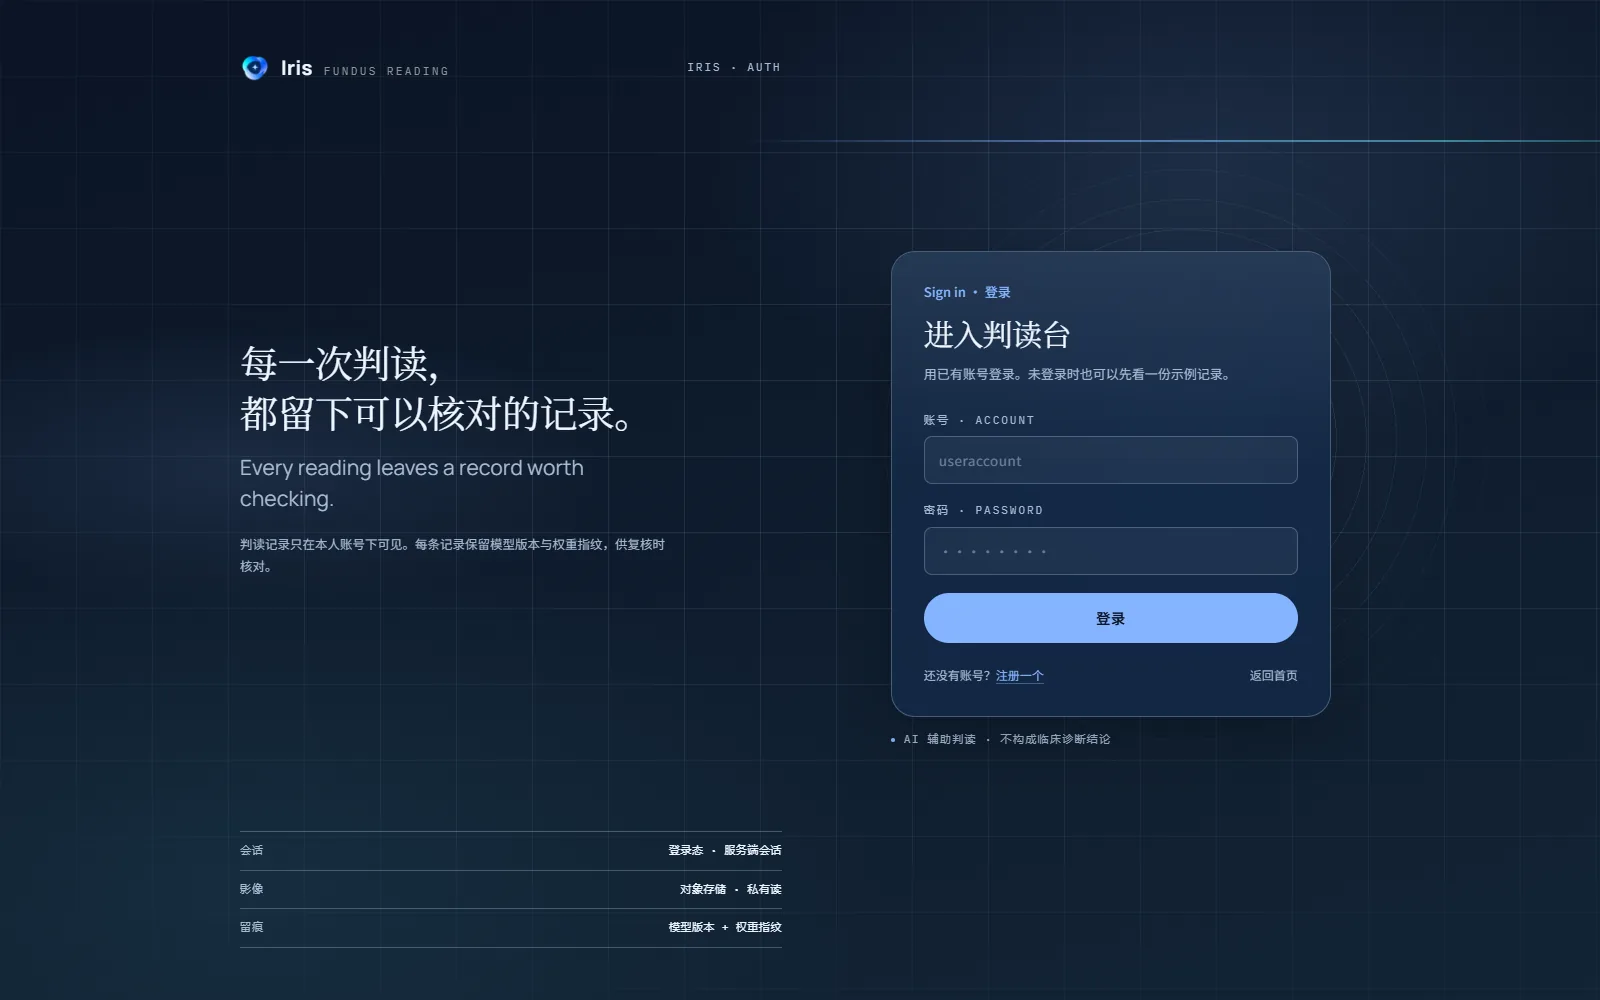 Iris FUNDUS READING
IRIS · AUTH
每一次判读，
都留下可以核对的记录。
Every reading leaves a record worth
checking.
判读记录只在本人账号下可见。每条记录保留模型版本与权重指纹，供复核时
核对。
会话 登录态 · 服务端会话
影像 对象存储 · 私有读
留痕 模型版本 + 权重指纹
Sign in · 登录
进入判读台
用已有账号登录。未登录时也可以先看一份示例记录。
账号 · ACCOUNT
useraccount
密码 · PASSWORD
········
登录
还没有账号？注册一个 返回首页
AI 辅助判读 · 不构成临床诊断结论